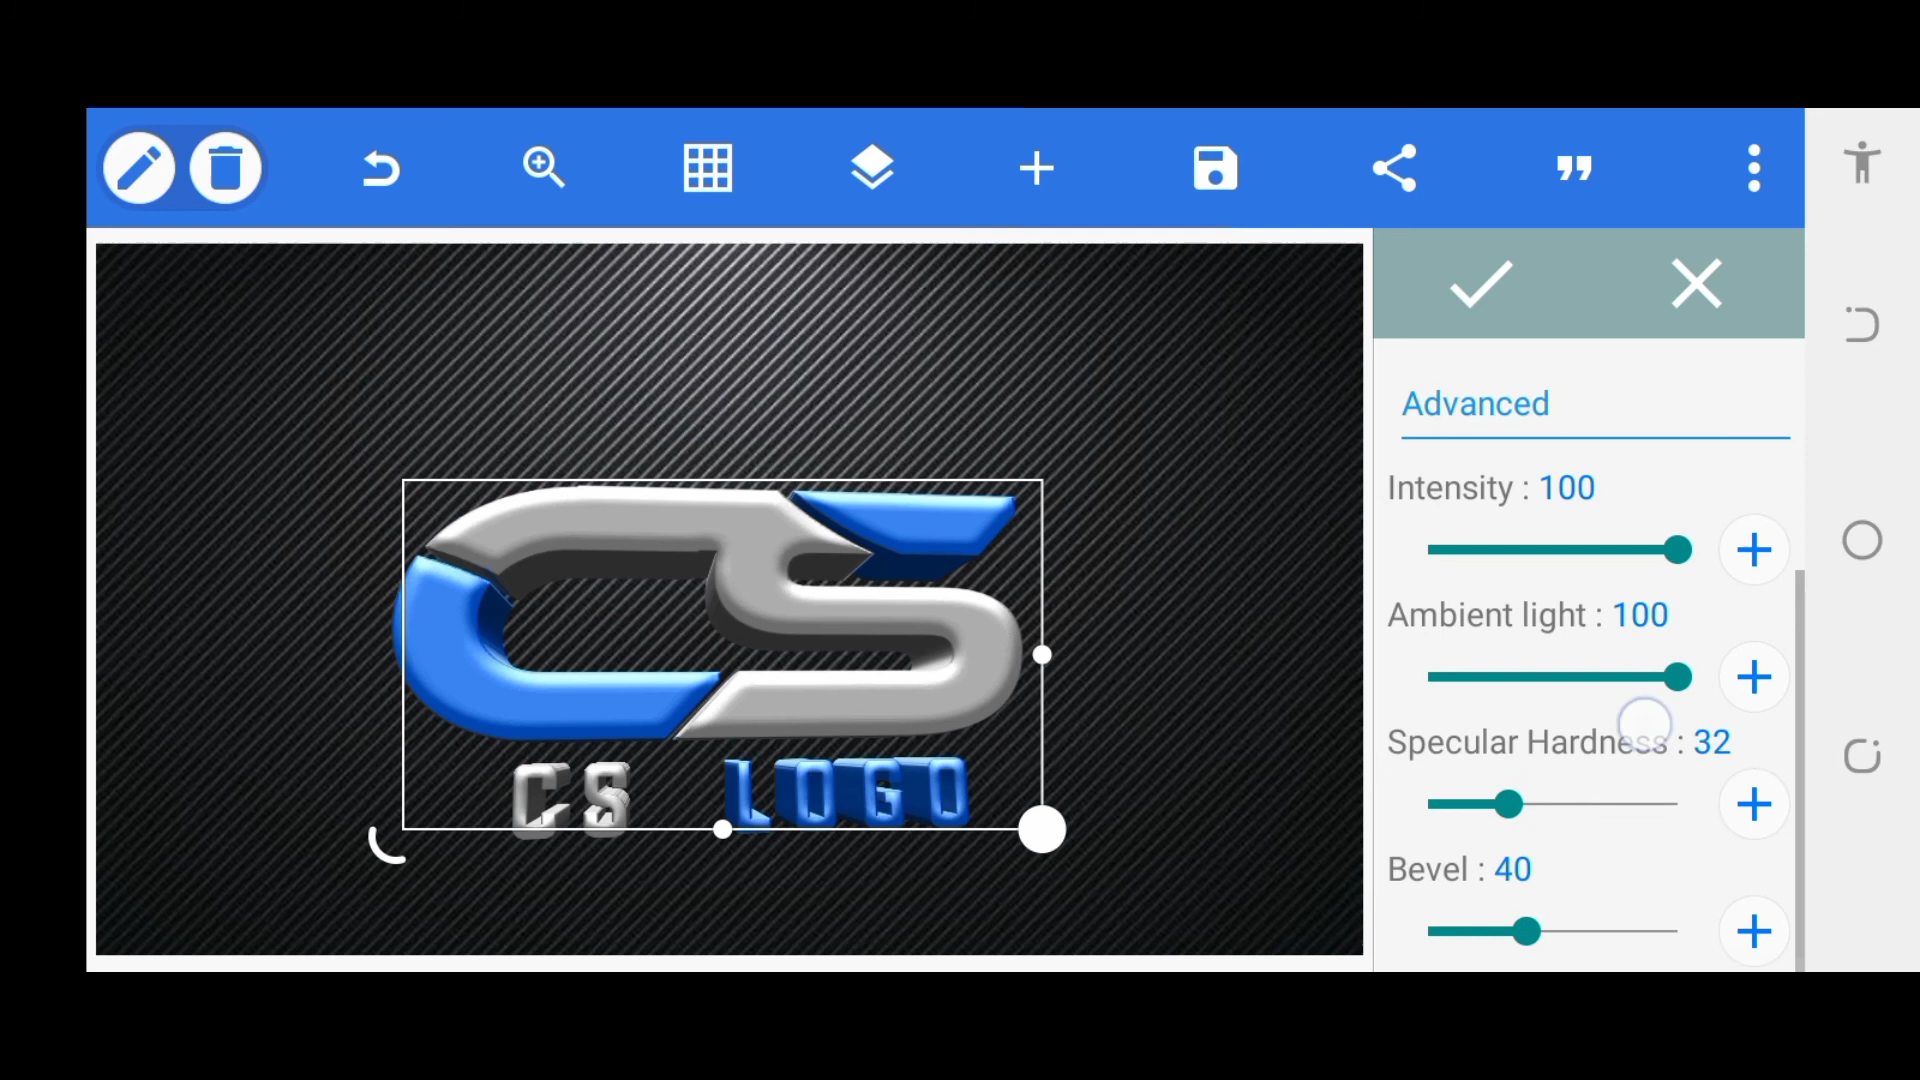 Advanced
Intensity : 100
Ambient light : 100
Specular Hardness : 32
Bevel : 40
CS
CS LOGO